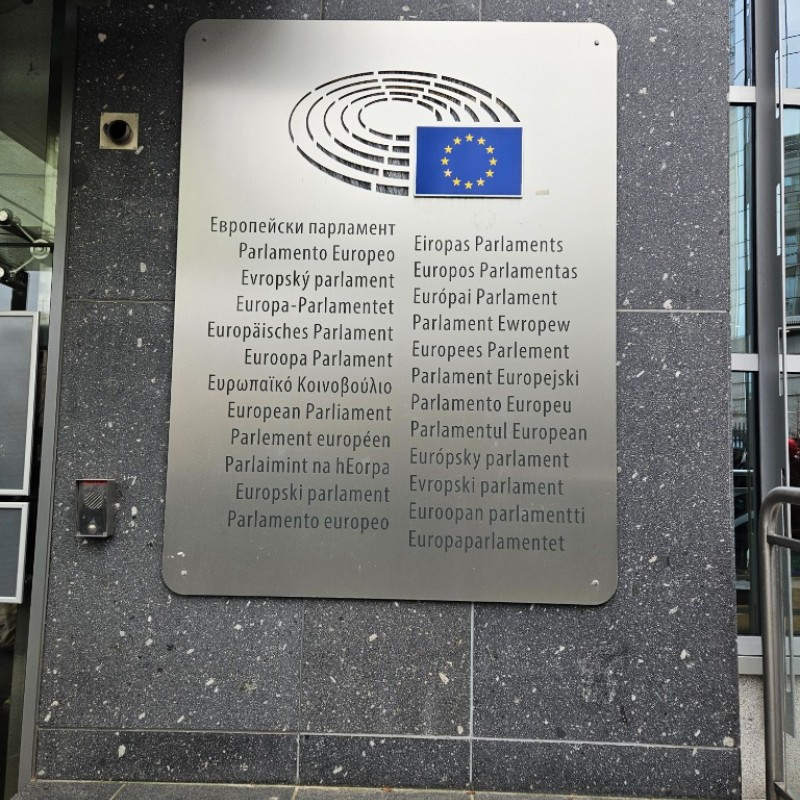 Европейски парламент
Parlamento Europeo
Evropský parlament
Europa-Parlamentet
Europäisches Parlament
Euroopa Parlament
Ευρωπαϊκό Κοινοβούλιο
European Parliament
Parlement européen
Parlaimint na hEorpa
Europski parlament
Parlamento europeo
Eiropas Parlaments
Europos Parlamentas
Európai Parlament
Parlament Ewropew
Europees Parlement
Parlament Europejski
Parlamento Europeu
Parlamentul European
Európsky parlament
Evropski parlament
Euroopan parlamentti
Europaparlamentet